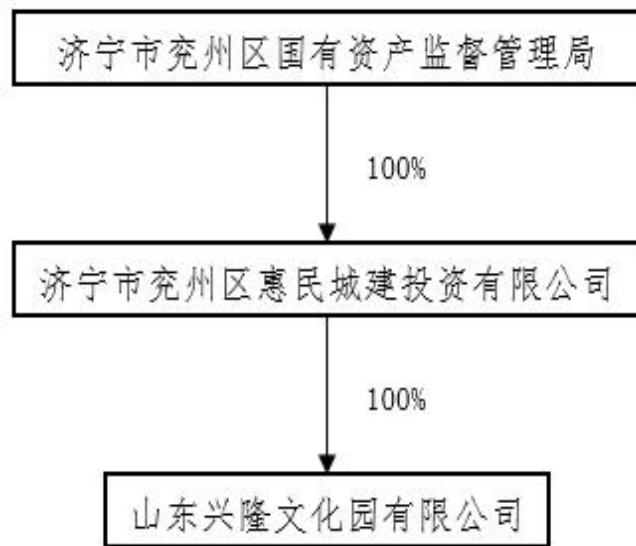 济宁市兖州区国有资产监督管理局
100%
济宁市兖州区惠民城建投资有限公司
100%
山东兴隆文化园有限公司